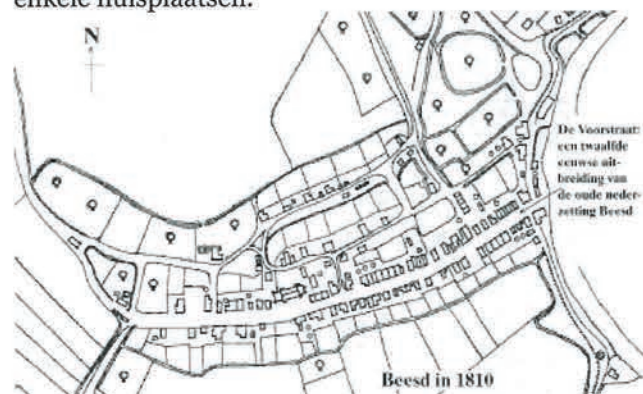 enkele huisplaatsen.
N
De Voorstraat:
een twaalfde
eeuwse uit-
breiding van
de oude neder-
zetting Beesd
Beesd in 1810